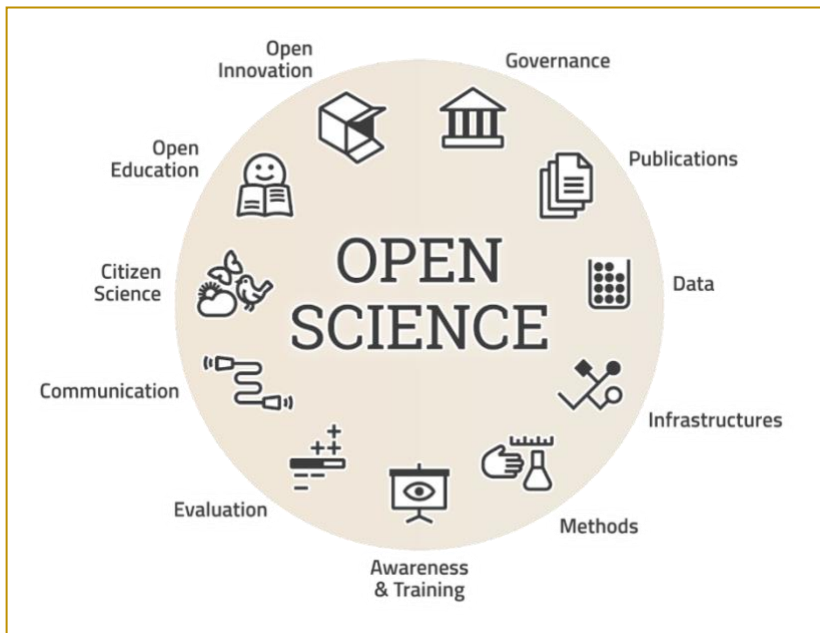 Open
Innovation
Governance
Open
Education
Publications
Citizen
Science
OPEN
SCIENCE
Data
Communication
Infrastructures
Evaluation
Methods
Awareness
& Training